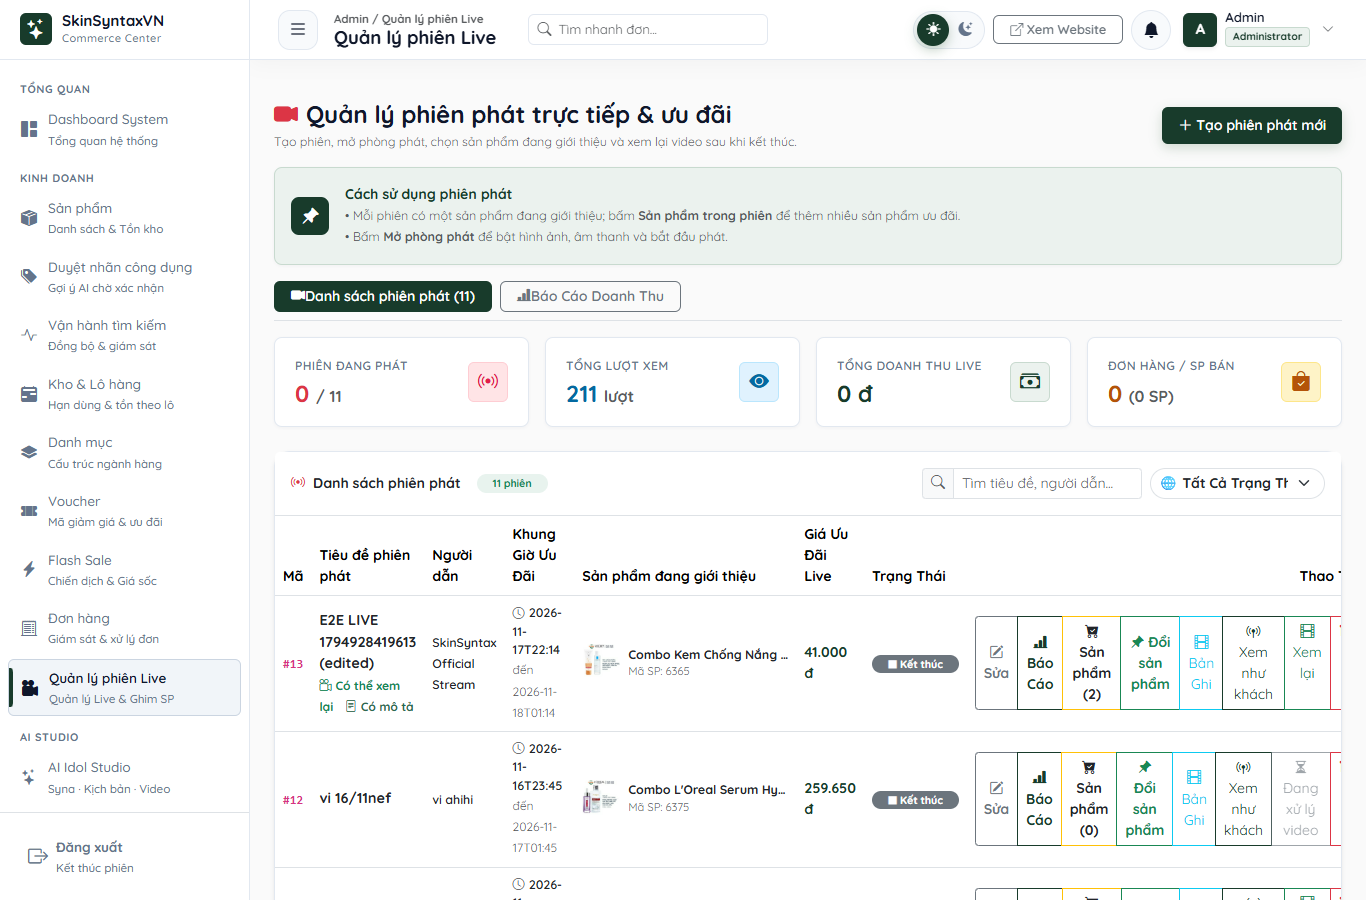 SkinSyntaxVN
Commerce Center
TỔNG QUAN
Dashboard System
Tổng quan hệ thống
KINH DOANH
Sản phẩm
Danh sách & Tồn kho
Duyệt nhãn công dụng
Gợi ý AI chờ xác nhận
Vận hành tìm kiếm
Đồng bộ & giám sát
Kho & Lô hàng
Hạn dùng & tồn theo lô
Danh mục
Cấu trúc ngành hàng
Voucher
Mã giảm giá & ưu đãi
Flash Sale
Chiến dịch & Giá sốc
Đơn hàng
Giám sát & xử lý đơn
Quản lý phiên Live
Quản lý Live & Ghim SP
AI STUDIO
AI Idol Studio
Syna · Kịch bản · Video
Đăng xuất
Kết thúc phiên
Admin / Quản lý phiên Live
Quản lý phiên Live
Tìm nhanh đơn...
Xem Website
A
Admin
Administrator
Quản lý phiên phát trực tiếp & ưu đãi
Tạo phiên, mở phòng phát, chọn sản phẩm đang giới thiệu và xem lại video sau khi kết thúc.
+ Tạo phiên phát mới
Cách sử dụng phiên phát
• Mỗi phiên có một sản phẩm đang giới thiệu; bấm Sản phẩm trong phiên để thêm nhiều sản phẩm ưu đãi.
• Bấm Mở phòng phát để bật hình ảnh, âm thanh và bắt đầu phát.
Danh sách phiên phát (11)
Báo Cáo Doanh Thu
PHIÊN ĐANG PHÁT
0 / 11
TỔNG LƯỢT XEM
211 lượt
TỔNG DOANH THU LIVE
0 đ
ĐƠN HÀNG / SP BÁN
0 (0 SP)
Danh sách phiên phát
11 phiên
Tìm tiêu đề, người dẫn...
Tất Cả Trạng Th
Mã
Tiêu đề phiên
phát
Người
dẫn
Khung
Giờ Ưu
Đãi
Sản phẩm đang giới thiệu
Giá Ưu
Đãi
Live
Trạng Thái
Thao T
#13
E2E LIVE
1794928419613
(edited)
Có thể xem
lại
Có mô tả
SkinSyntax
Official
Stream
2026-
11-
17T22:14
đến
2026-11-
18T01:14
Combo Kem Chống Nắng ...
Mã SP: 6365
41.000
đ
Kết thúc
Sửa
Báo
Cáo
Sản
phẩm
(2)
Đổi
sản
phẩm
Bản
Ghi
Xem
như
khách
Xem
lại
#12
vi 16/11nef
vi ahihi
2026-
11-
16T23:45
đến
2026-11-
17T01:45
Combo L'Oreal Serum Hy...
Mã SP: 6375
259.650
đ
Kết thúc
Sửa
Báo
Cáo
Sản
phẩm
(0)
Đổi
sản
phẩm
Bản
Ghi
Xem
như
khách
Đang
xử lý
video
2026-